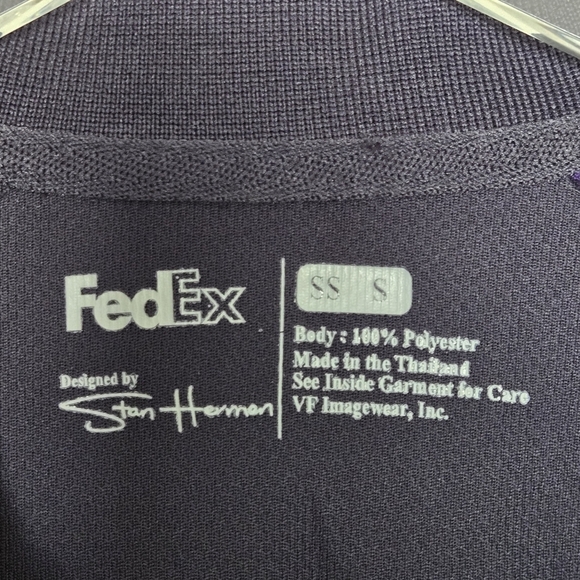 FedEx
Designed by
Stan Herman
SS S
Body : 100% Polyester
Made in the Thailand
See Inside Garment for Care
VF Imagewear, Inc.